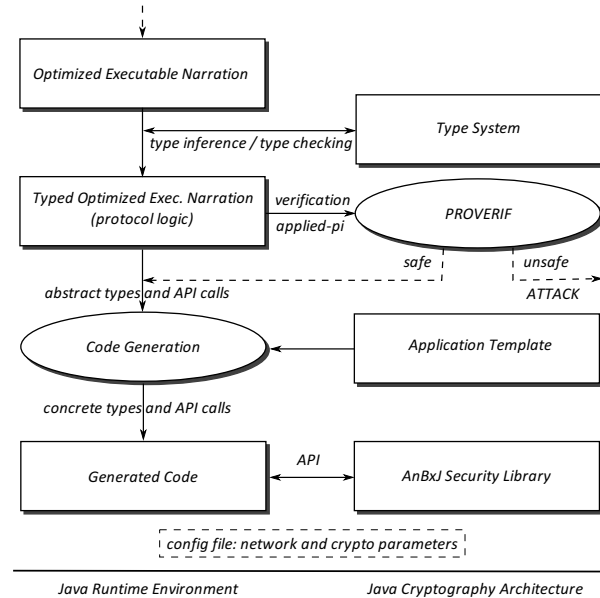 Optimized Executable Narration
Type System
type inference / type checking
Typed Optimized Exec. Narration
(protocol logic)
verification
applied-pi
PROVERIF
safe
unsafe
ATTACK
abstract types and API calls
Code Generation
Application Template
concrete types and API calls
Generated Code
API
AnBxJ Security Library
config file: network and crypto parameters
Java Runtime Environment
Java Cryptography Architecture